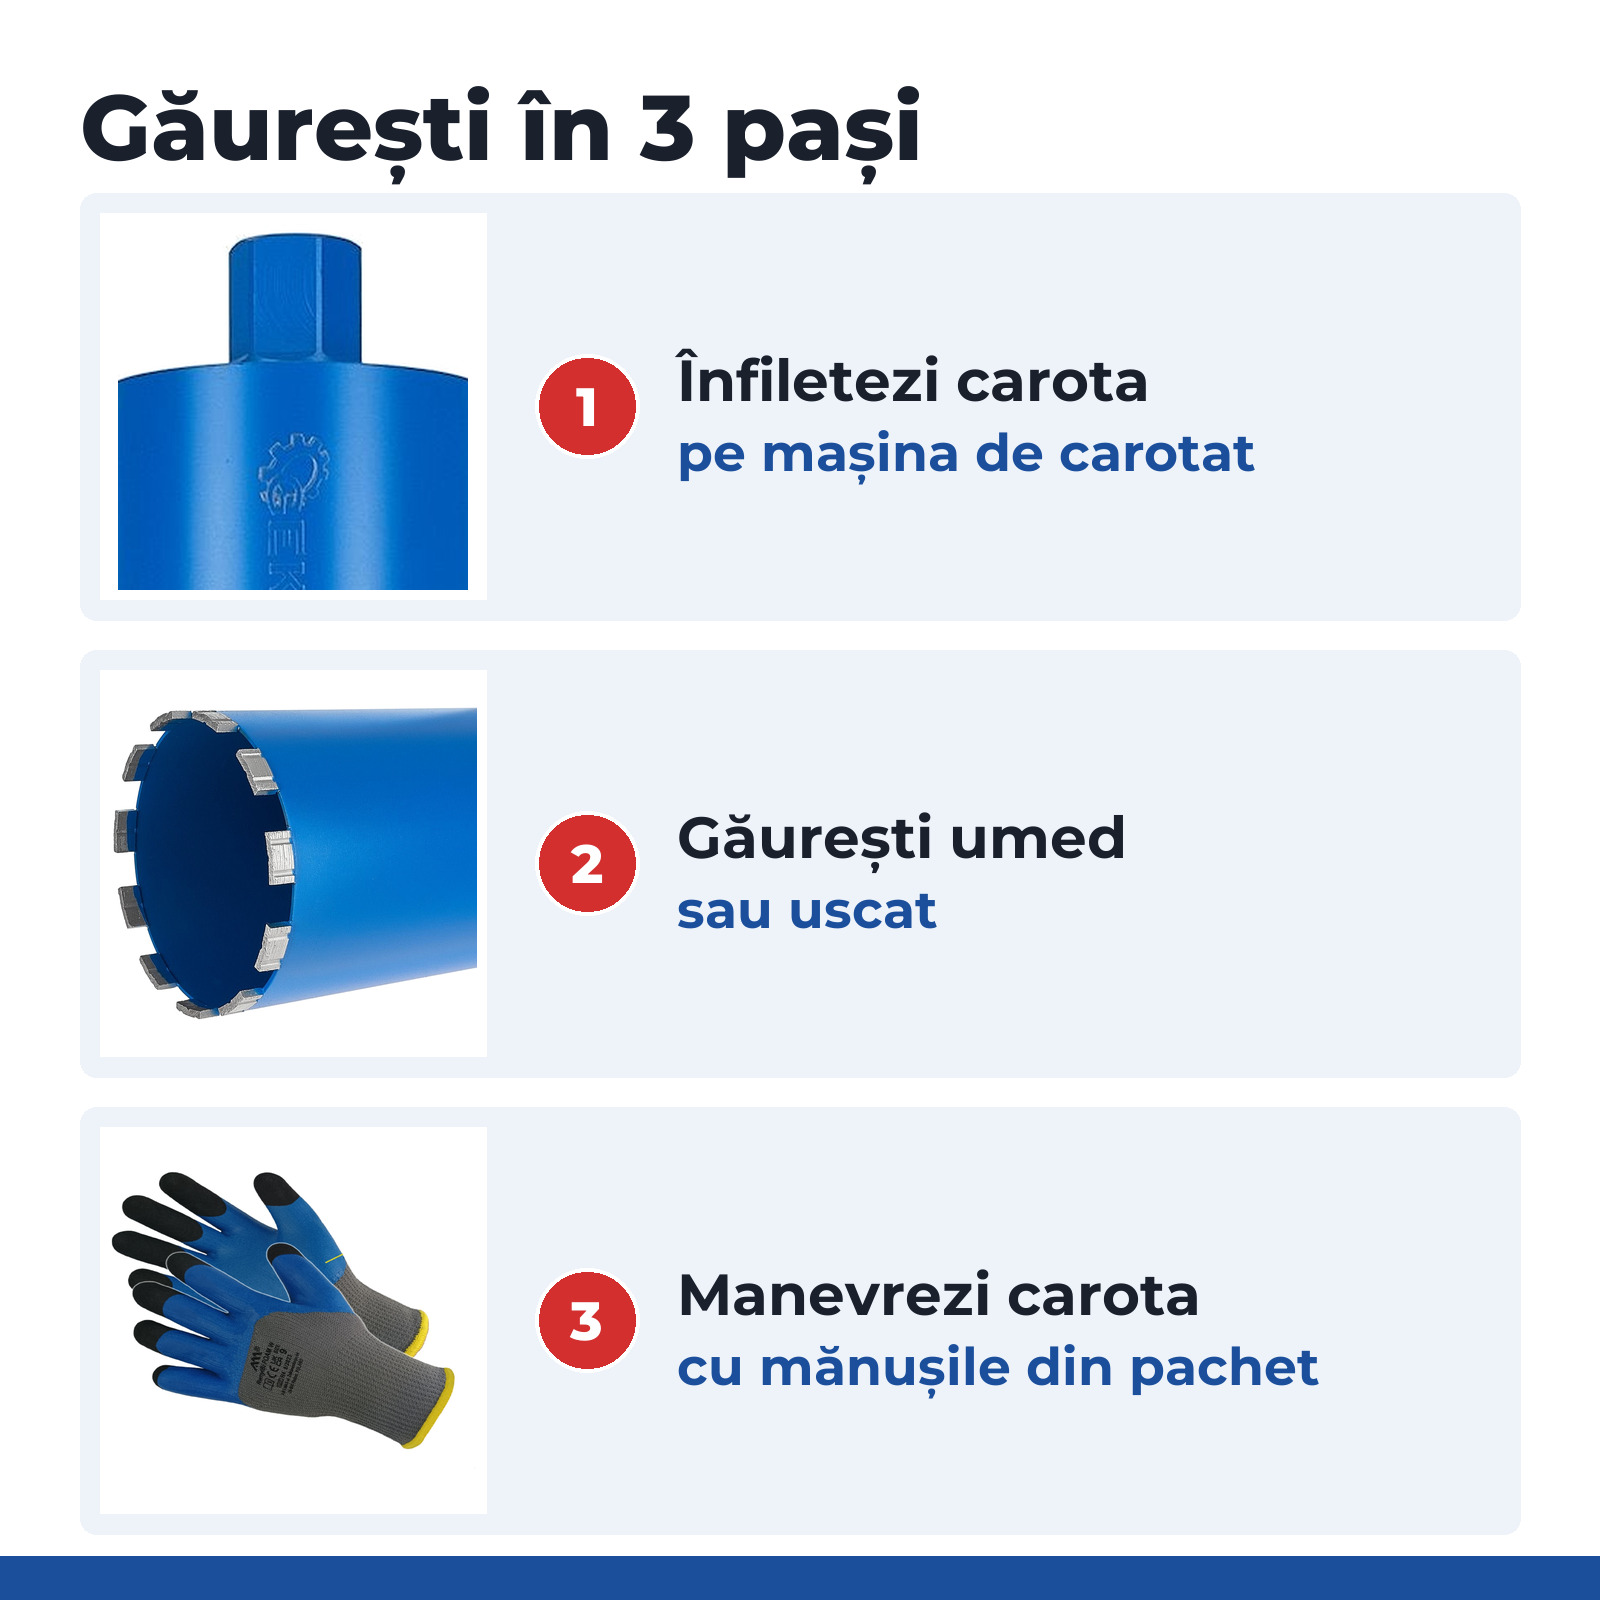 Găurești în 3 pași
EK
1
Înfiletezi carota
pe mașina de carotat
2
Găurești umed
sau uscat
3
Manevrezi carota
cu mănușile din pachet